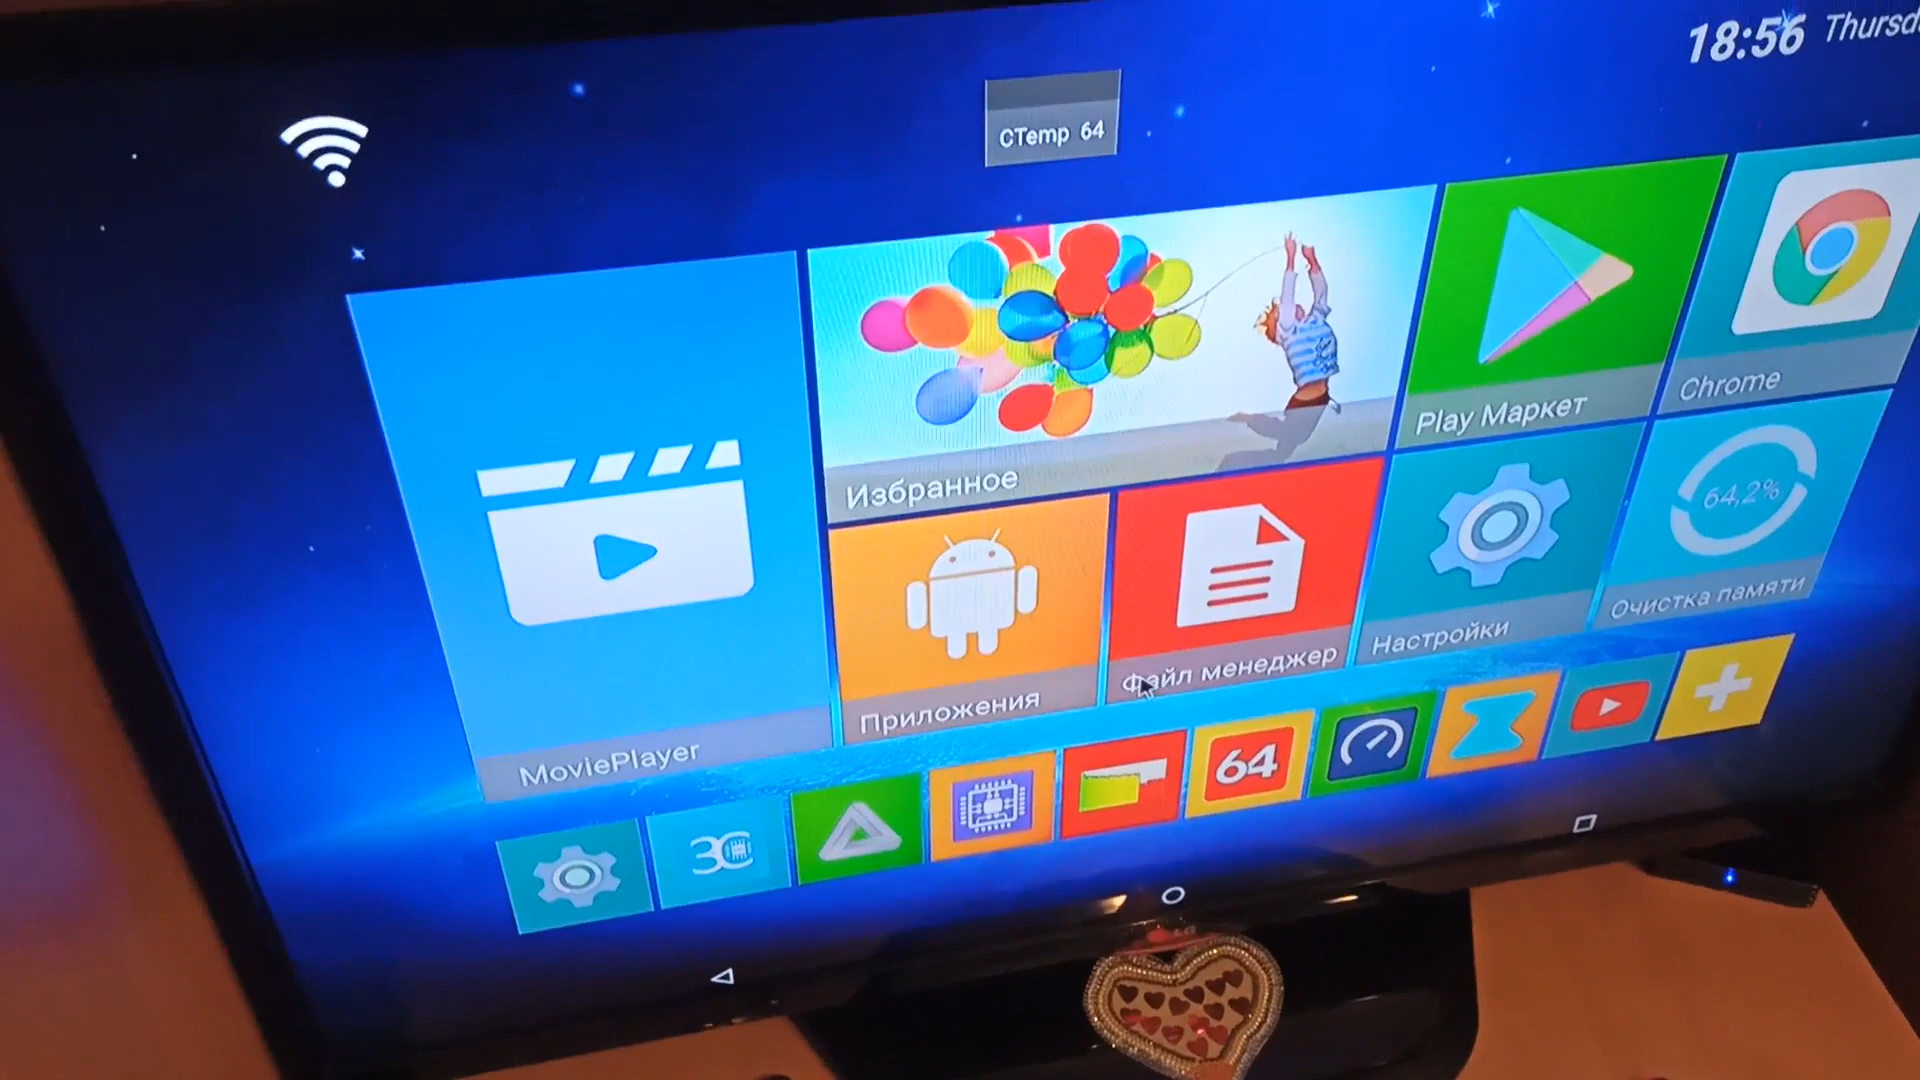 18:56 Thursd
CTemp 64
Избранное
Play Маркет
Chrome
64,2%
MoviePlayer
Приложения
Файл менеджер
Настройки
Очистка памяти
3C
64